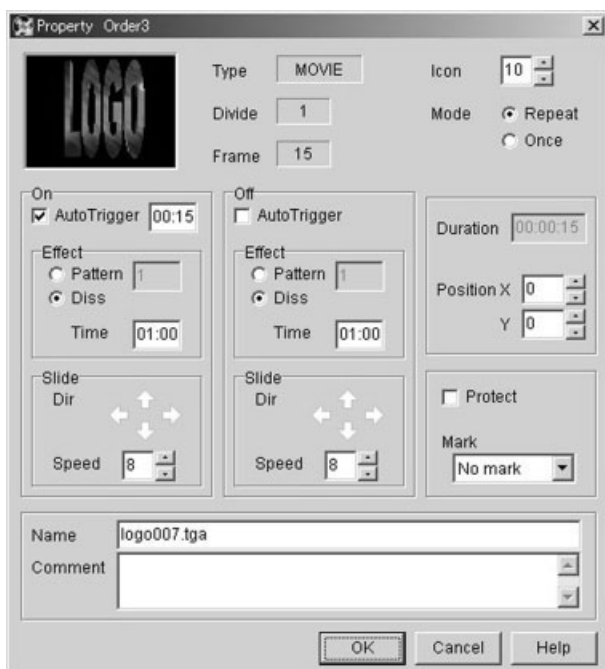 Property Order3
LOGO
Type MOVIE
Divide 1
Frame 15
Icon 10
Mode Repeat
Once
On
AutoTrigger 00:15
Effect
Pattern 1
Diss
Time 01:00
Slide
Dir
Speed 8
Off
AutoTrigger
Effect
Pattern 1
Diss
Time 01:00
Slide
Dir
Speed 8
Duration 00:00:15
Position X 0
Y 0
Protect
Mark
No mark
Name logo007.tga
Comment
OK Cancel Help